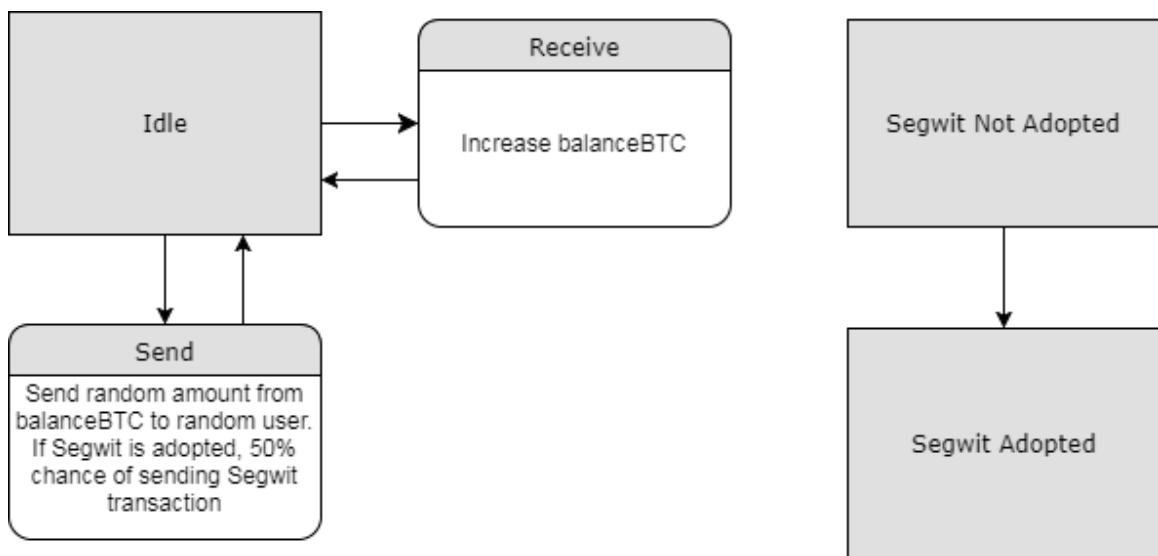 Idle
Receive
Increase balanceBTC
Send
Send random amount from
balanceBTC to random user.
If Segwit is adopted, 50%
chance of sending Segwit
transaction
Segwit Not Adopted
Segwit Adopted